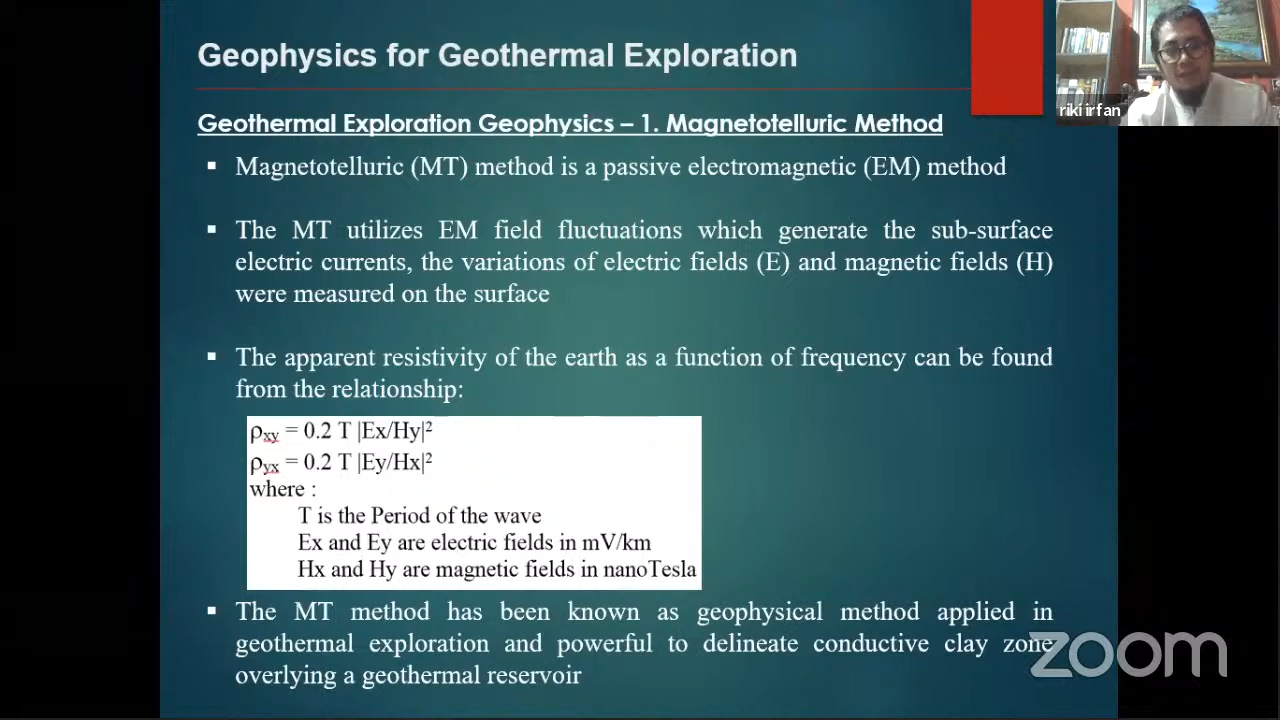 Geophysics for Geothermal Exploration
riki irfan
Geothermal Exploration Geophysics – 1. Magnetotelluric Method
▪ Magnetotelluric (MT) method is a passive electromagnetic (EM) method
▪ The MT utilizes EM field fluctuations which generate the sub-surface
electric currents, the variations of electric fields (E) and magnetic fields (H)
were measured on the surface
▪ The apparent resistivity of the earth as a function of frequency can be found
from the relationship:
ρxy = 0.2 T |Ex/Hy|²
ρyx = 0.2 T |Ey/Hx|²
where :
T is the Period of the wave
Ex and Ey are electric fields in mV/km
Hx and Hy are magnetic fields in nanoTesla
▪ The MT method has been known as geophysical method applied in
geothermal exploration and powerful to delineate conductive clay zone
overlying a geothermal reservoir
zoom